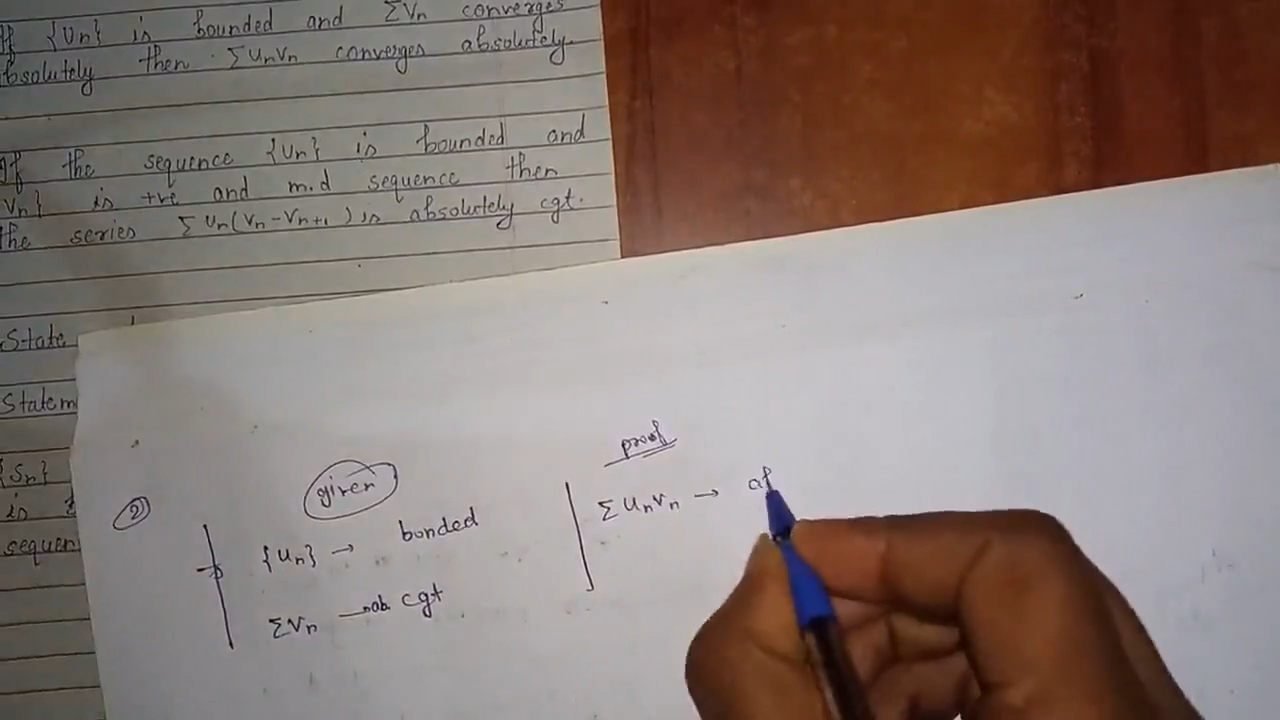 If {Un} is bounded and ΣVn converges
absolutely then Σunvn converges absolutely.
If the sequence {Un} is bounded and
Vn} is +ve and m.d sequence then
the series Σun(vn-vn+1) is absolutely cgt.
State
Statem
{Sn}
is
sequen
2
given
{un} → bonded
Σvn → ab. cgt
proof
Σunvn → ab